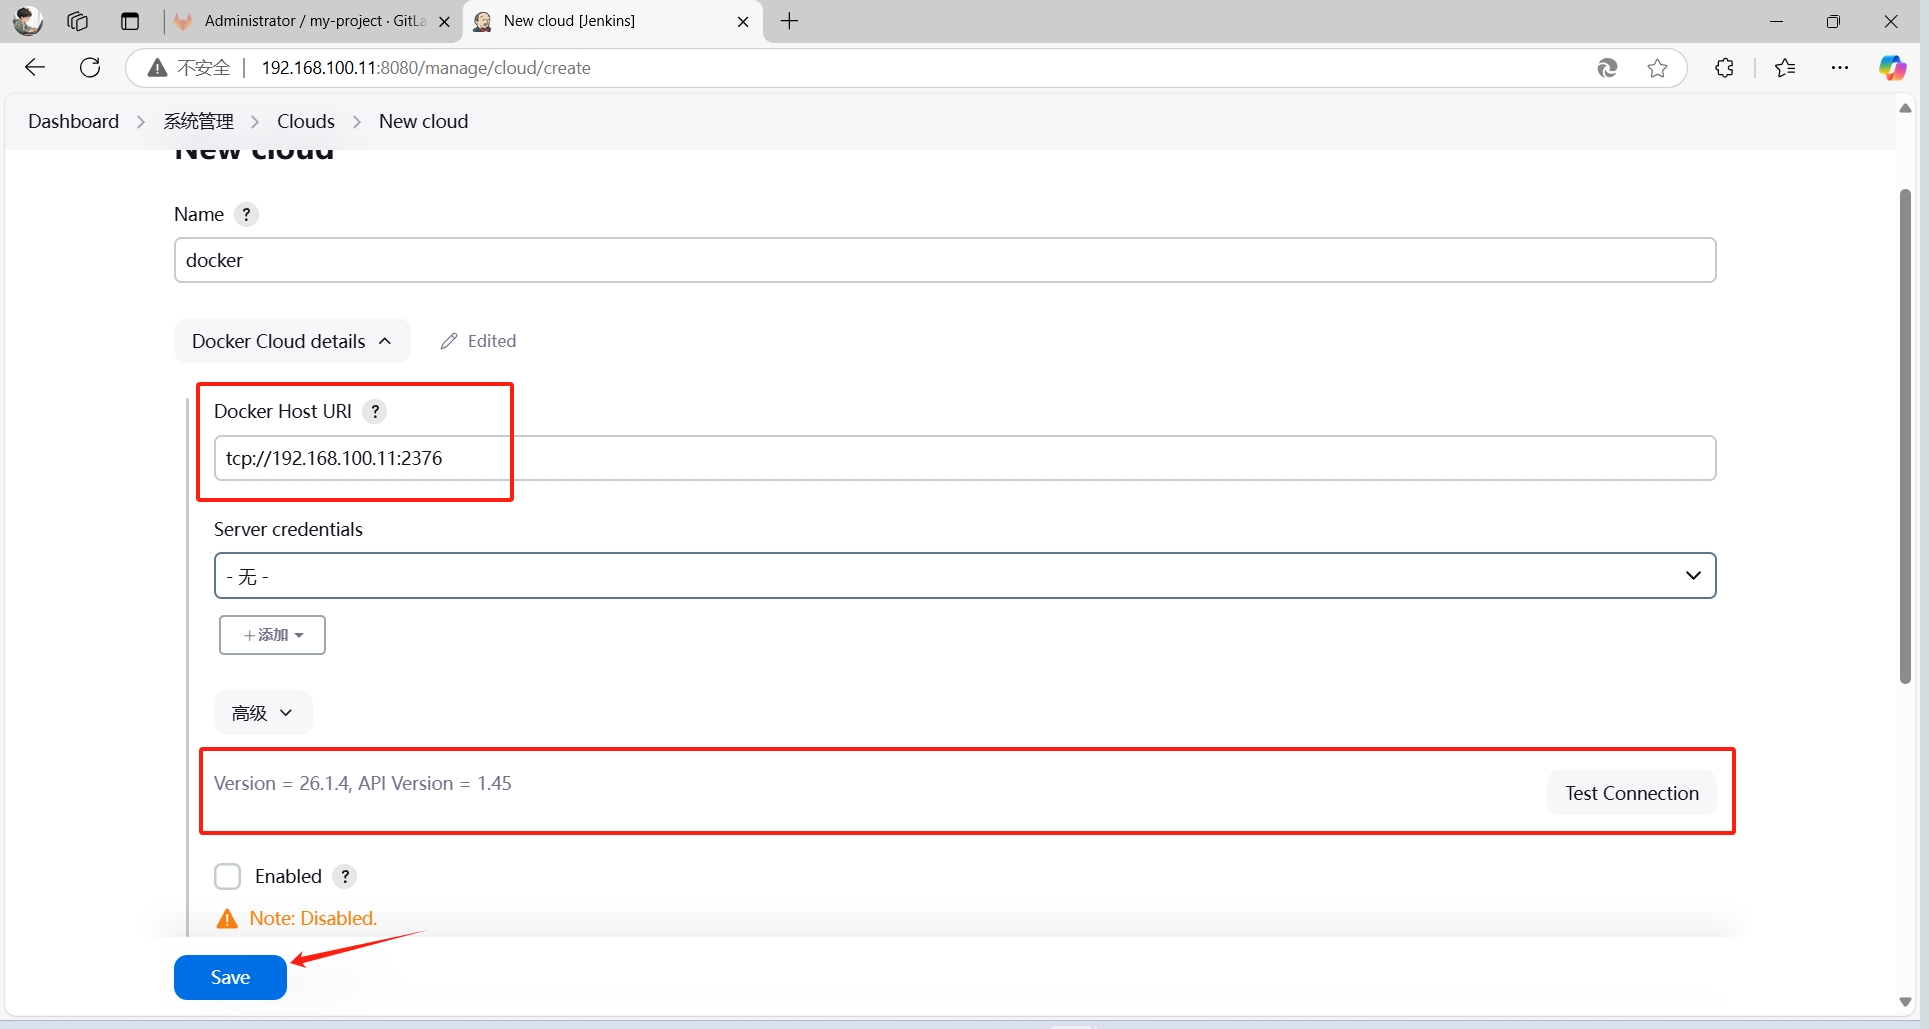 Administrator / my-project · GitLa
New cloud [Jenkins]
不安全
192.168.100.11:8080/manage/cloud/create
Dashboard > 系统管理 > Clouds > New cloud
New cloud
Name ?
docker
Docker Cloud details
Edited
Docker Host URI ?
tcp://192.168.100.11:2376
Server credentials
- 无 -
+添加
高级
Version = 26.1.4, API Version = 1.45
Test Connection
Enabled ?
Note: Disabled.
Save